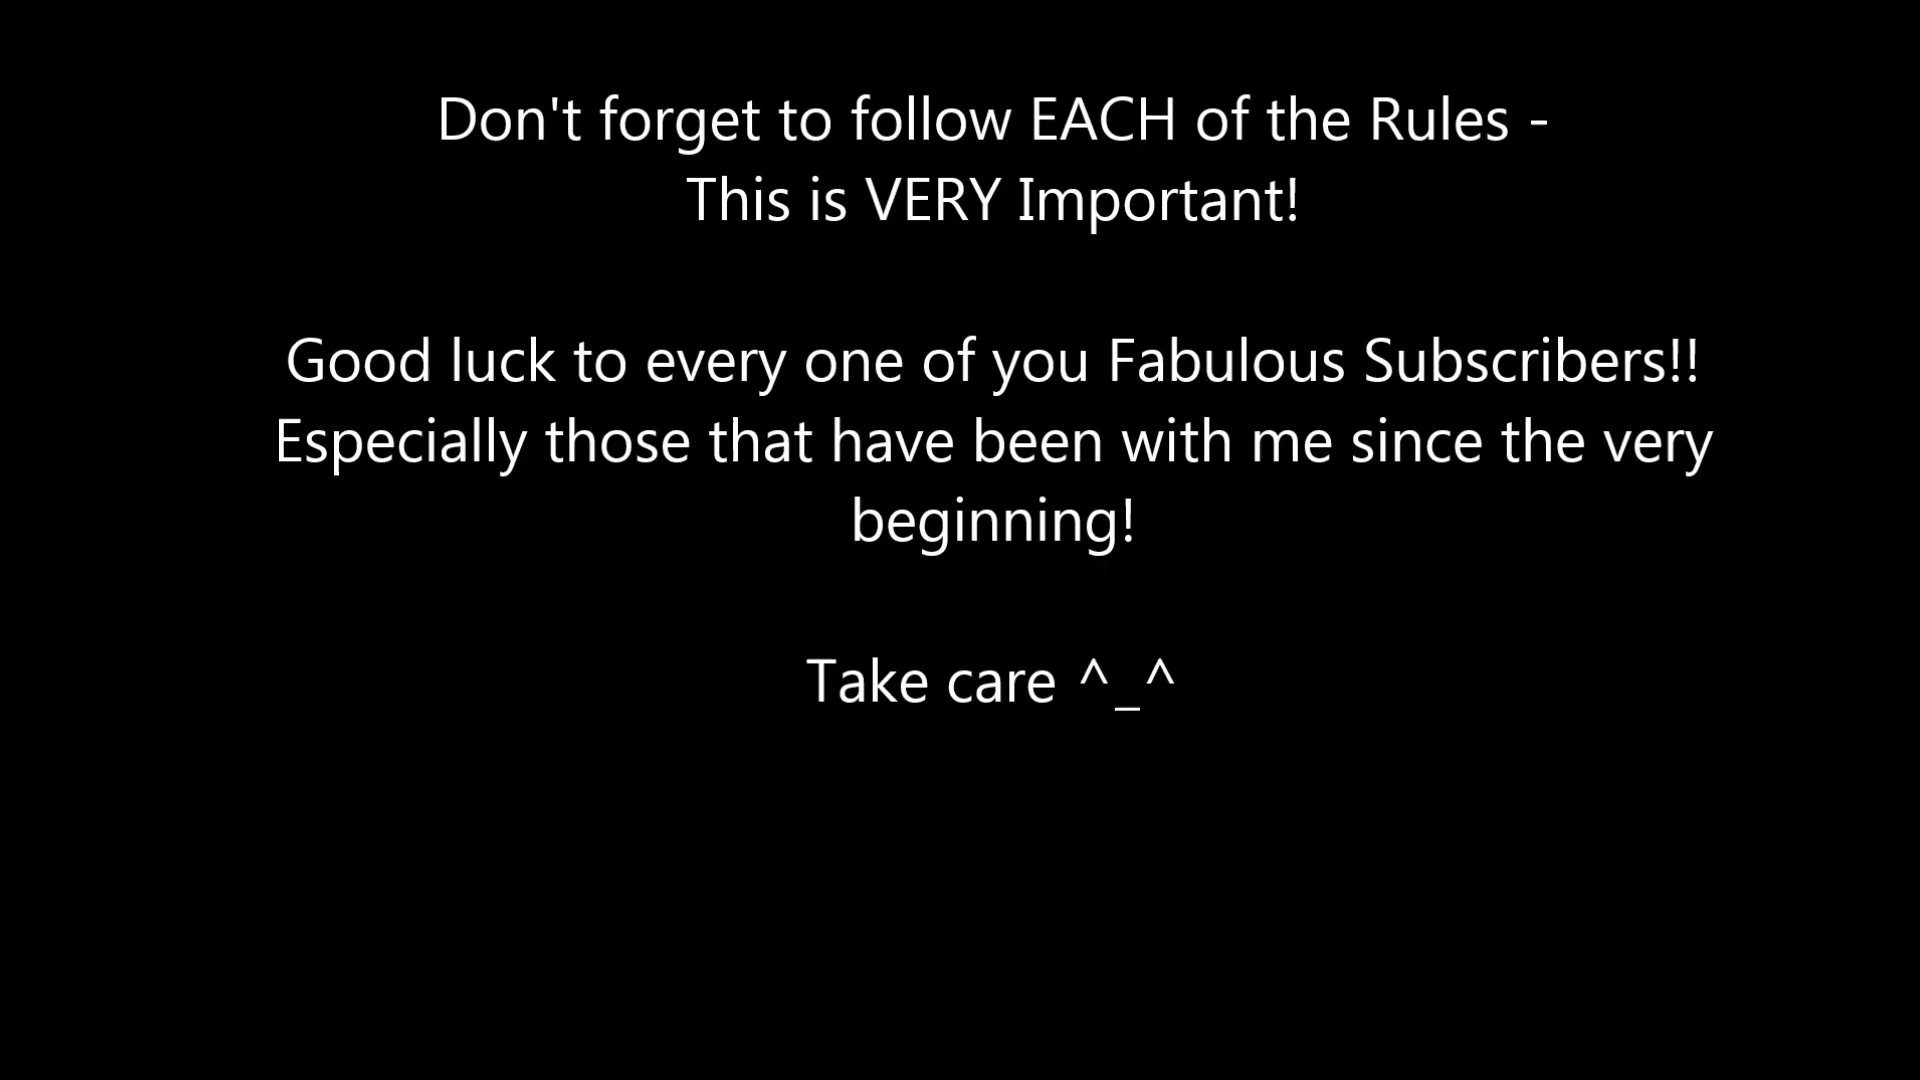 Don't forget to follow EACH of the Rules -
This is VERY Important!
Good luck to every one of you Fabulous Subscribers!!
Especially those that have been with me since the very
beginning!
Take care ^_^